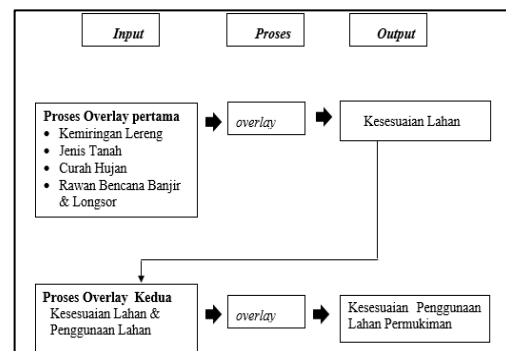 Input
Proses
Output
Proses Overlay pertama
• Kemiringan Lereng
• Jenis Tanah
• Curah Hujan
• Rawan Bencana Banjir
& Longsor
overlay
Kesesuaian Lahan
Proses Overlay Kedua
Kesesuaian Lahan &
Penggunaan Lahan
overlay
Kesesuaian Penggunaan
Lahan Permukiman